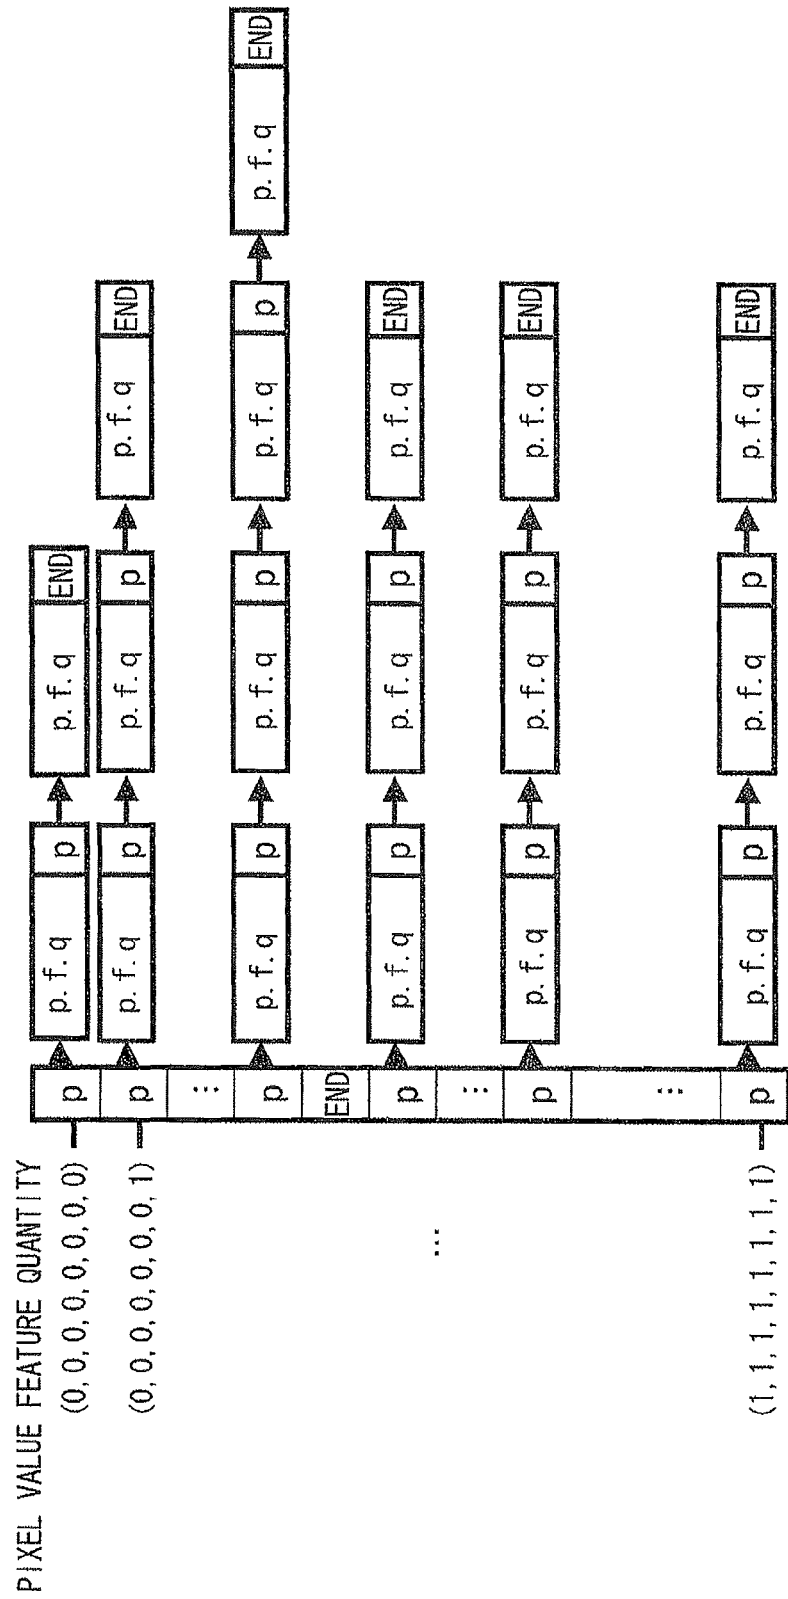 PIXEL VALUE FEATURE QUANTITY
(0,0,0,0,0,0,0,0) p p.f.q p p.f.q END
(0,0,0,0,0,0,0,1) p p.f.q p p.f.q p p.f.q END
...
p p.f.q p p.f.q p p.f.q p p.f.q END
END
p p.f.q p p.f.q p p.f.q END
... ...
p p.f.q p p.f.q p p.f.q END
...
(1,1,1,1,1,1,1,1) p p.f.q p p.f.q p p.f.q END